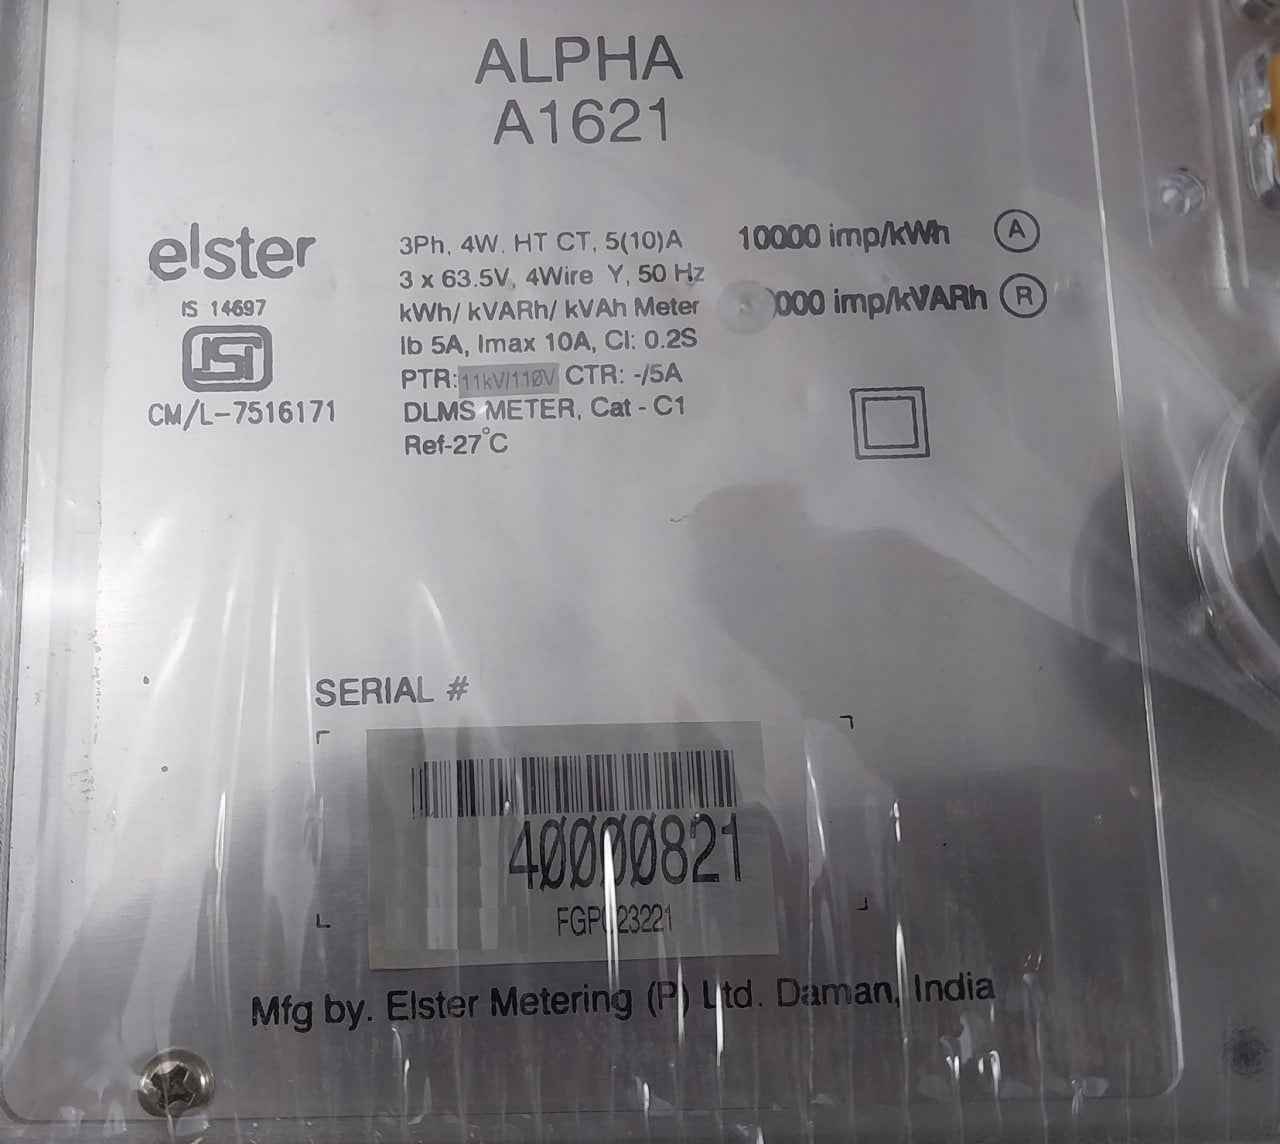 ALPHA
A1621
elster
IS 14697
ISI
CM/L-7516171
3Ph, 4W, HT CT, 5(10)A
3 x 63.5V, 4Wire Y, 50 Hz
kWh/ kVARh/ kVAh Meter
Ib 5A, Imax 10A, Cl: 0.2S
PTR: 11kV/110V CTR: -/5A
DLMS METER, Cat - C1
Ref-27°C
10000 imp/kWh A
imp/kVARh R
SERIAL #
40000821
Mfg by. Elster Metering (P) Ltd. Daman, India